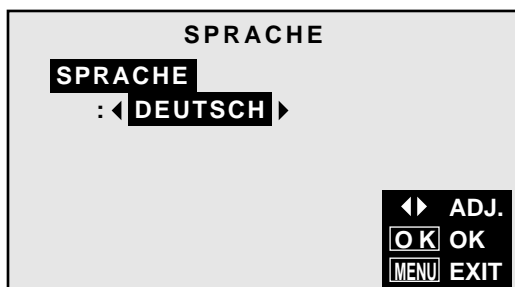 SPRACHE
SPRACHE
: DEUTSCH
ADJ.
OK OK
MENU EXIT